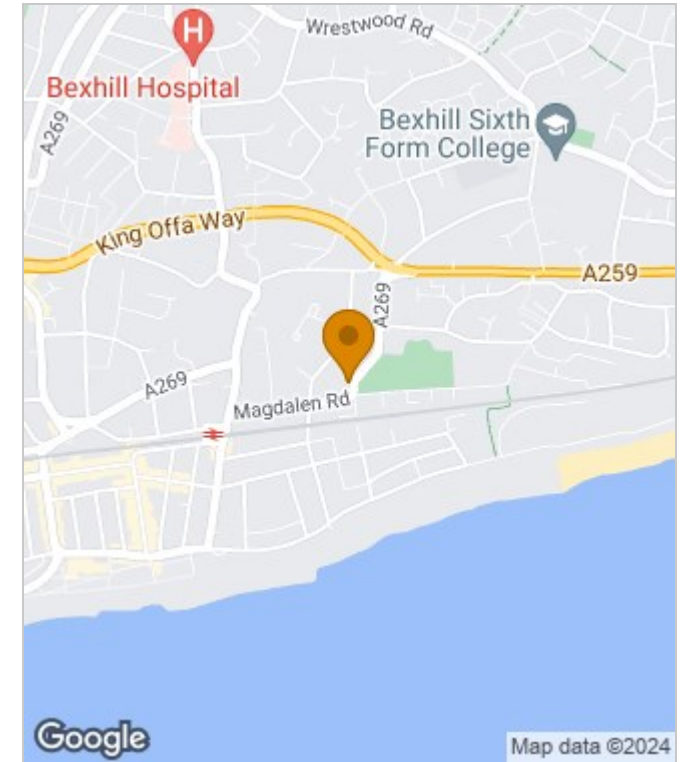 Wrestwood Rd
H
Bexhill Hospital
A269
Bexhill Sixth
Form College
King Offa Way
A259
A269
A269
Magdalen Rd
Google
Map data ©2024